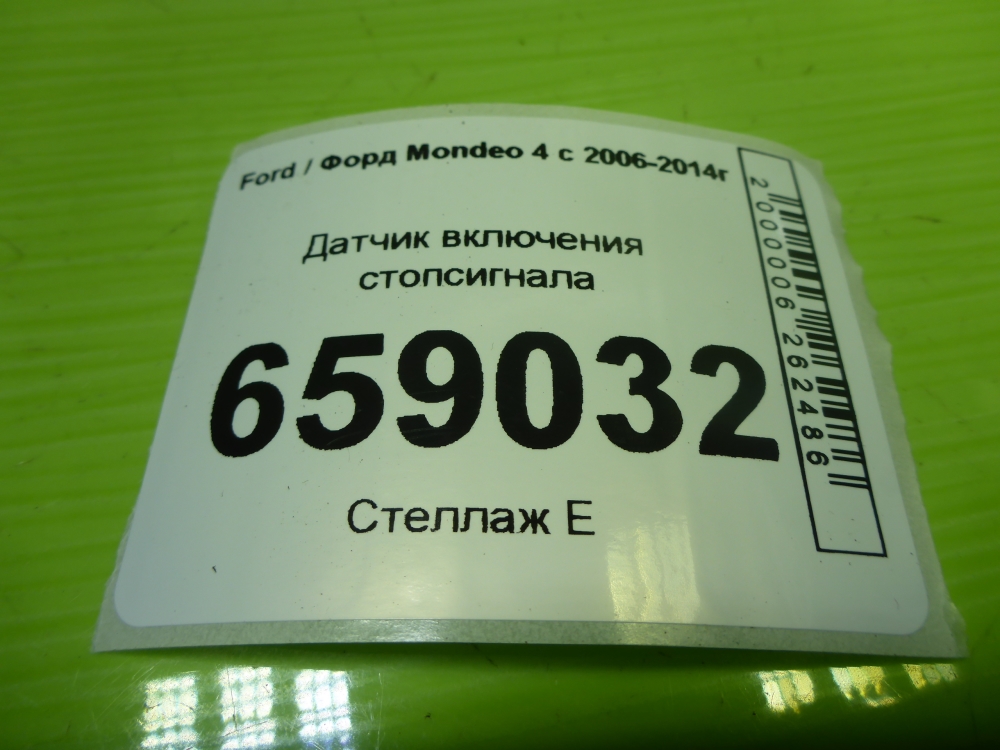 Ford / Форд Mondeo 4 с 2006-2014г
Датчик включения
стопсигнала
659032
Стеллаж Е
2000006262486